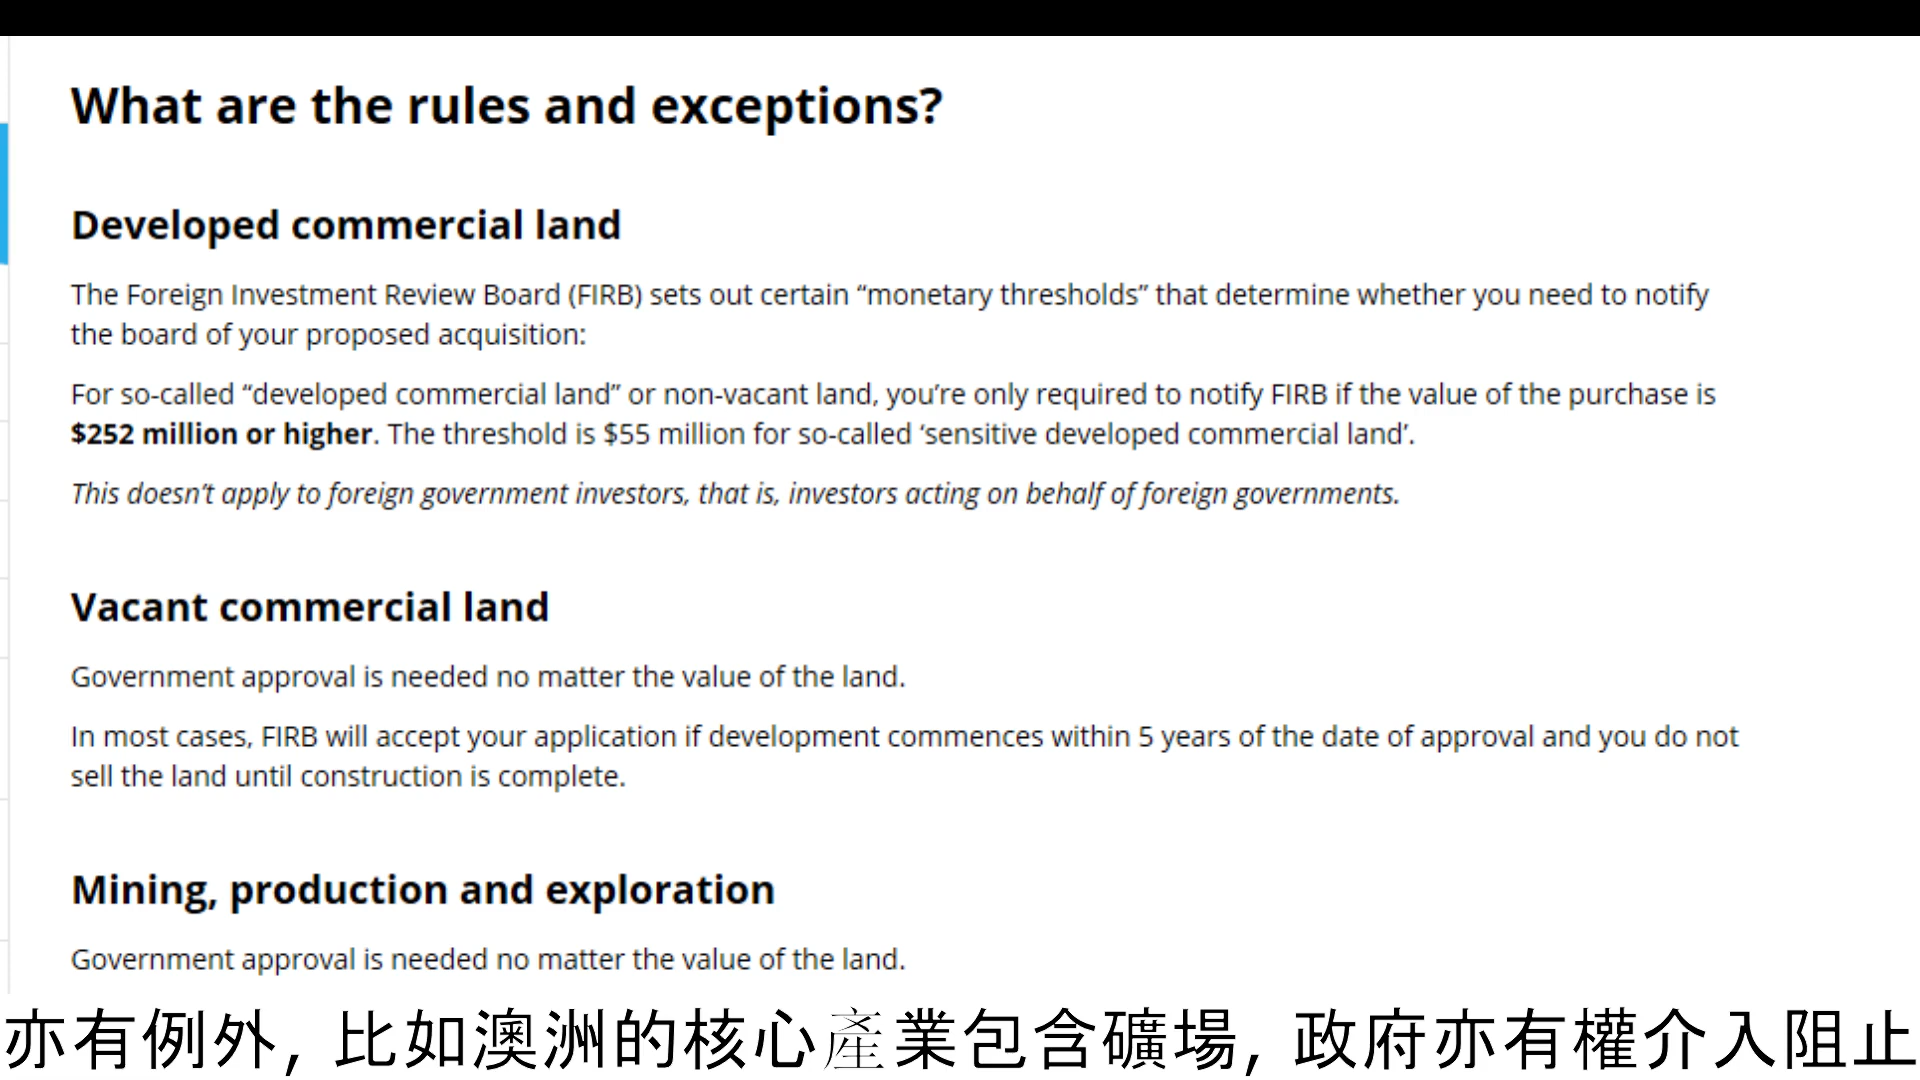 What are the rules and exceptions?
Developed commercial land
The Foreign Investment Review Board (FIRB) sets out certain “monetary thresholds” that determine whether you need to notify
the board of your proposed acquisition:
For so-called “developed commercial land” or non-vacant land, you’re only required to notify FIRB if the value of the purchase is
$252 million or higher. The threshold is $55 million for so-called ‘sensitive developed commercial land’.
This doesn’t apply to foreign government investors, that is, investors acting on behalf of foreign governments.
Vacant commercial land
Government approval is needed no matter the value of the land.
In most cases, FIRB will accept your application if development commences within 5 years of the date of approval and you do not
sell the land until construction is complete.
Mining, production and exploration
Government approval is needed no matter the value of the land.
亦有例外, 比如澳洲的核心產業包含礦場, 政府亦有權介入阻止